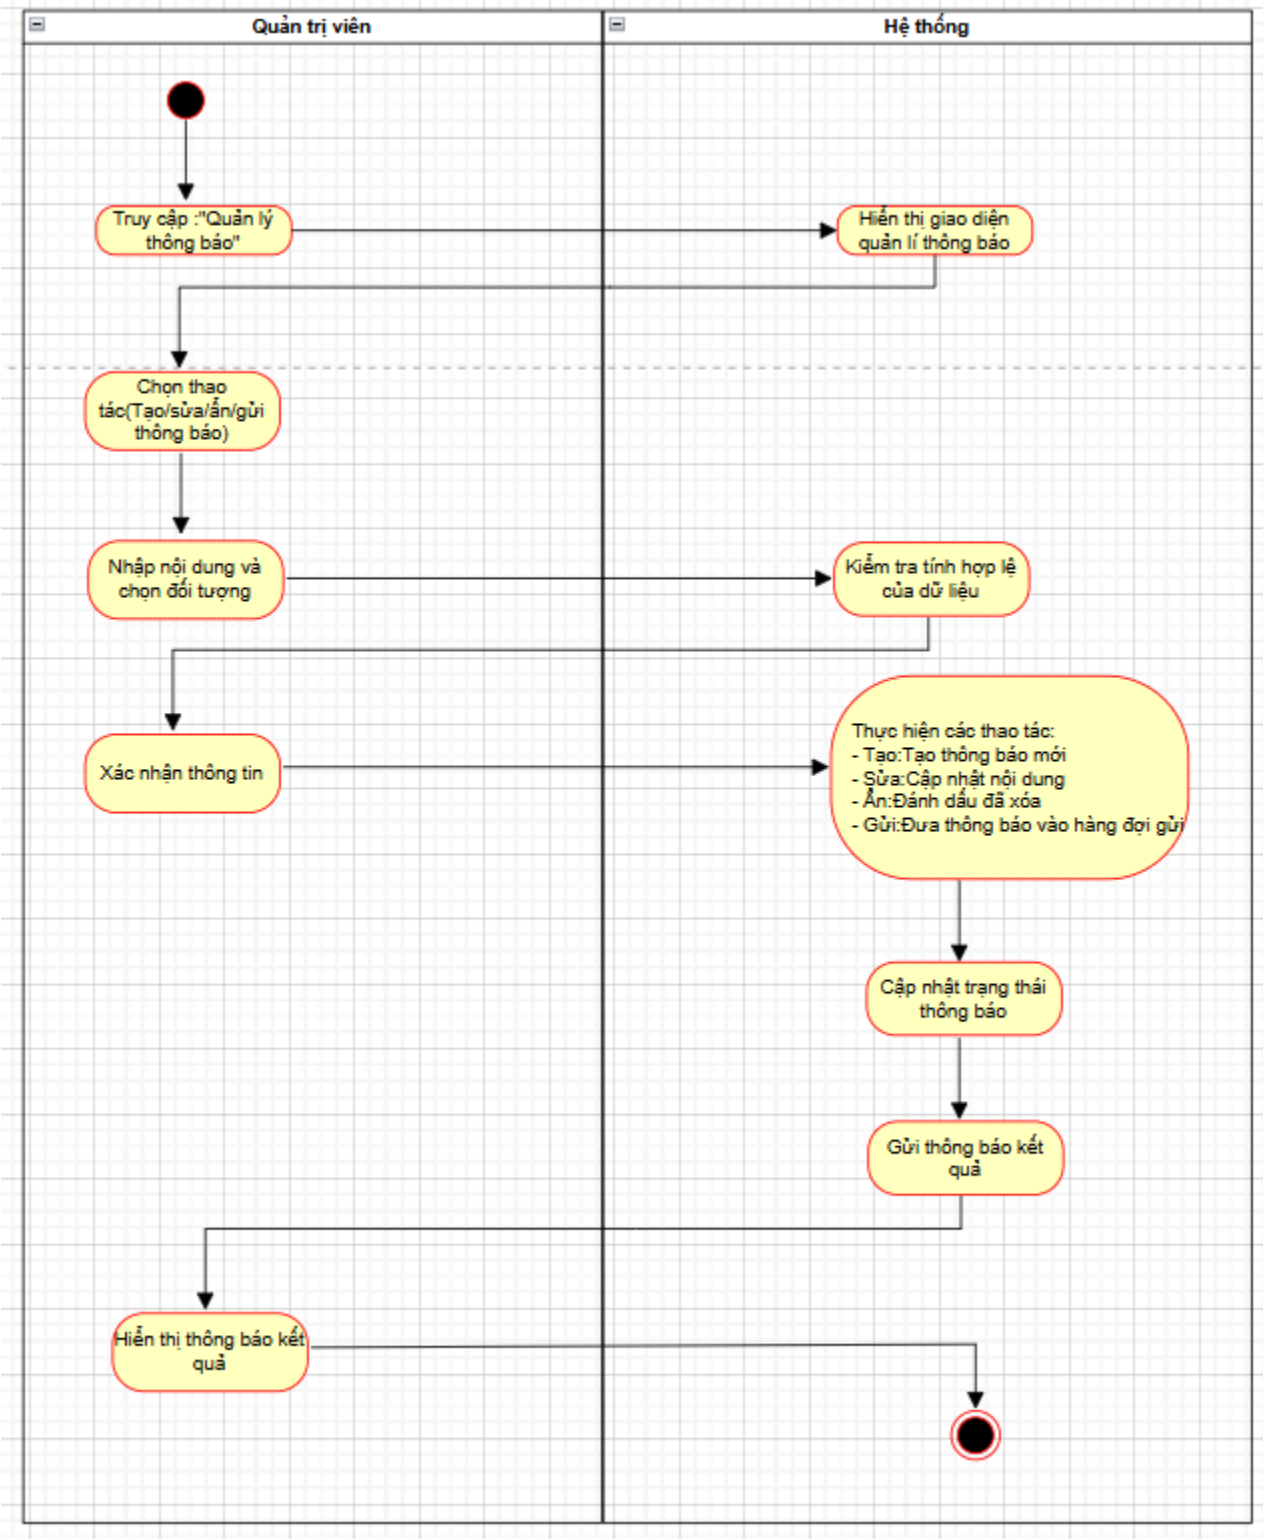 Quản trị viên
Hệ thống
Truy cập :"Quản lý
thông báo"
Hiển thị giao diện
quản lí thông báo
Chọn thao
tác(Tạo/sửa/ẩn/gửi
thông báo)
Nhập nội dung và
chọn đối tượng
Kiểm tra tính hợp lệ
của dữ liệu
Xác nhận thông tin
Thực hiện các thao tác:
- Tạo:Tạo thông báo mới
- Sửa:Cập nhật nội dung
- Ẩn:Đánh dấu đã xóa
- Gửi:Đưa thông báo vào hàng đợi gửi
Cập nhật trạng thái
thông báo
Gửi thông báo kết
quả
Hiển thị thông báo kết
quả